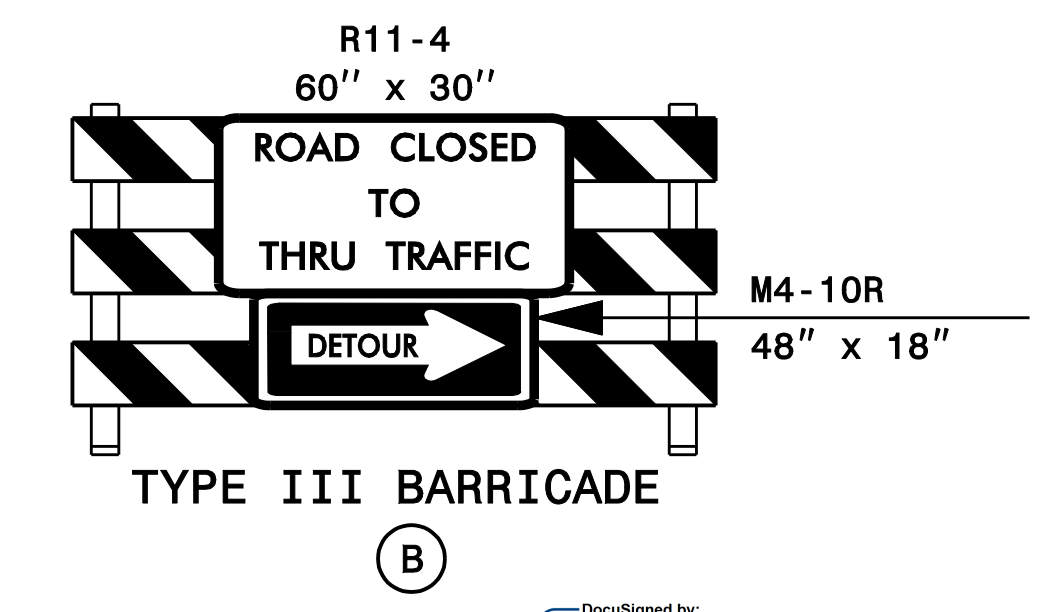 R11-4
60" x 30"
ROAD CLOSED
TO
THRU TRAFFIC
M4-10R
DETOUR
48" x 18"
TYPE III BARRICADE
B
DocuSigned by: